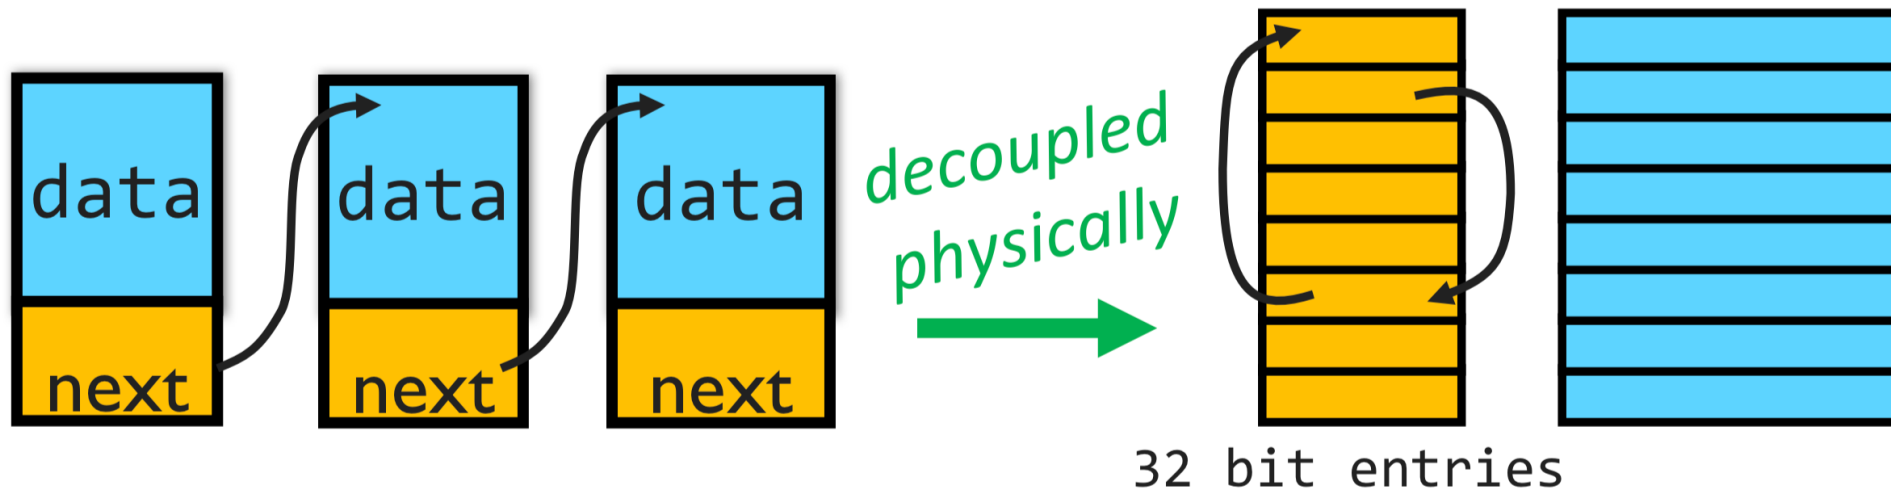 data
next
data
next
data
next
decoupled
physically
32 bit entries